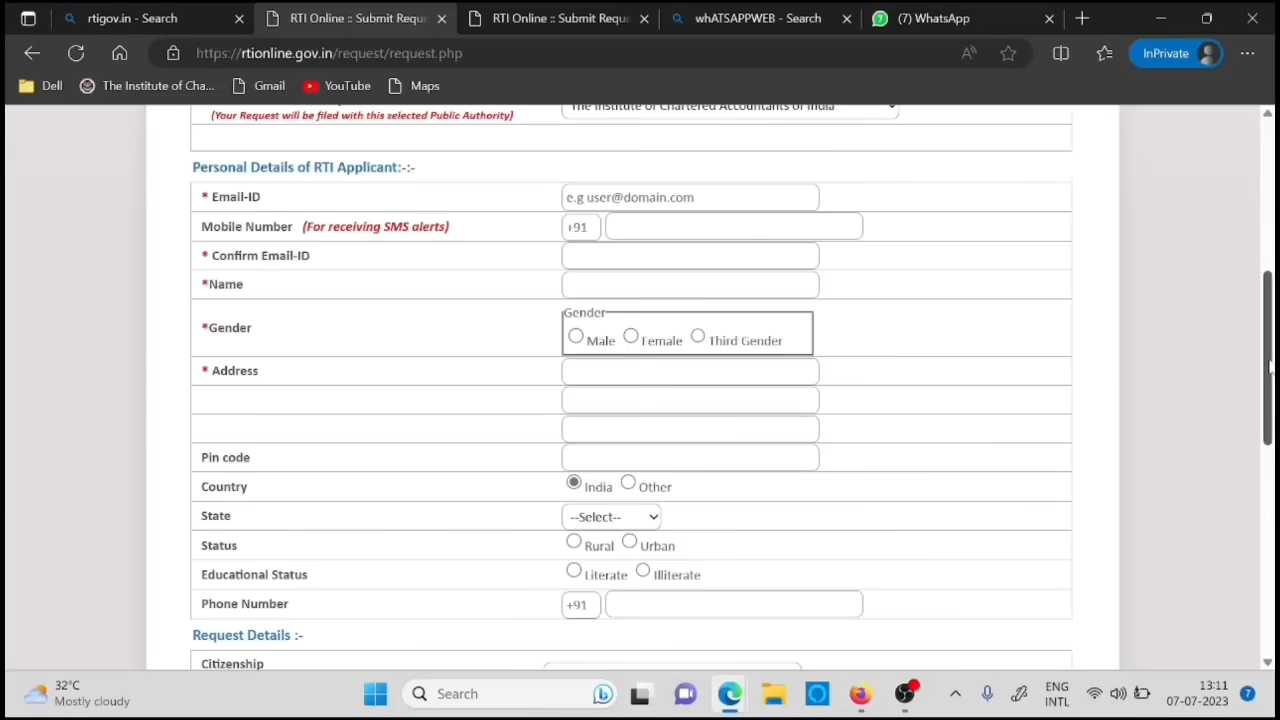 rtigov.in - Search
RTI Online :: Submit Requ
RTI Online :: Submit Requ
whATSAPPWEB - Search
(7) WhatsApp
https://rtionline.gov.in/request/request.php
InPrivate
Dell
The Institute of Cha...
Gmail
YouTube
Maps
The Institute of Chartered Accountants of India
(Your Request will be filed with this selected Public Authority)
Personal Details of RTI Applicant:-:-
* Email-ID
e.g user@domain.com
Mobile Number (For receiving SMS alerts)
+91
* Confirm Email-ID
*Name
Gender
*Gender
Male Female Third Gender
* Address
Pin code
Country
India Other
State
--Select--
Status
Rural Urban
Educational Status
Literate Illiterate
Phone Number
+91
Request Details :-
Citizenship
32°C
Mostly cloudy
Search
ENG
INTL
13:11
07-07-2023
7